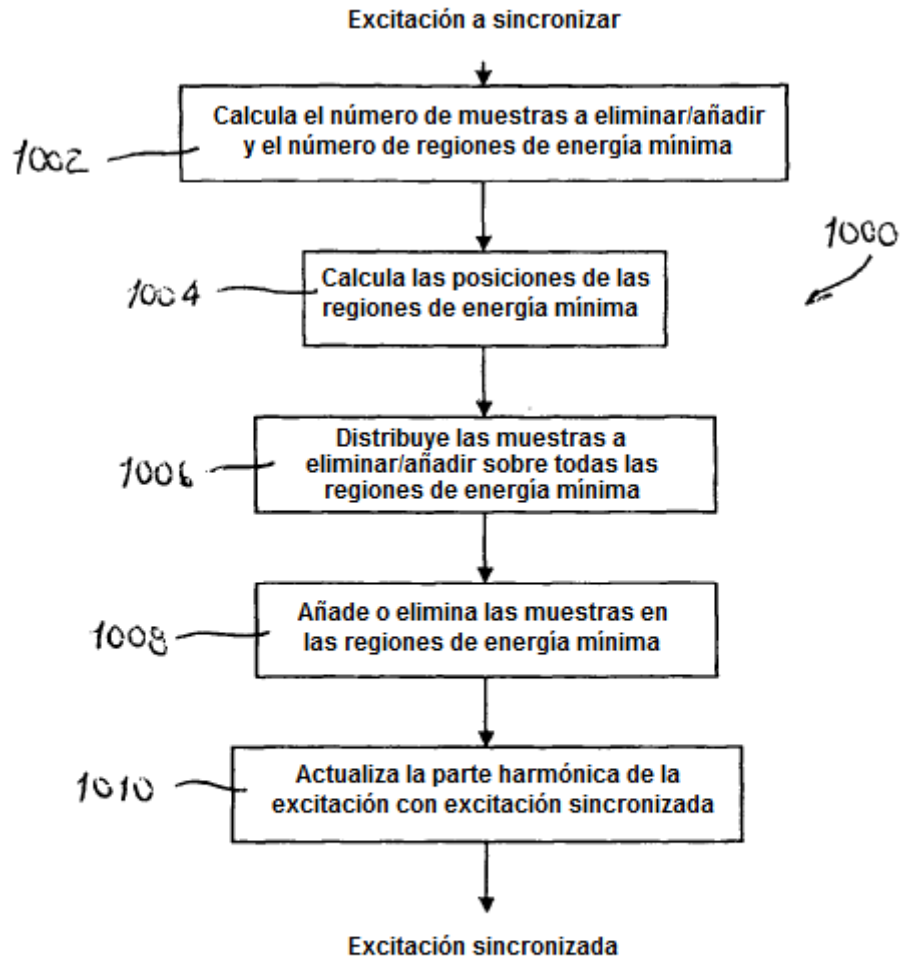 Excitación a sincronizar
Calcula el número de muestras a eliminar/añadir
y el número de regiones de energía mínima
1002
1000
Calcula las posiciones de las
regiones de energía mínima
1004
Distribuye las muestras a
eliminar/añadir sobre todas las
regiones de energía mínima
1006
Añade o elimina las muestras en
las regiones de energía mínima
1008
Actualiza la parte harmónica de la
excitación con excitación sincronizada
1010
Excitación sincronizada